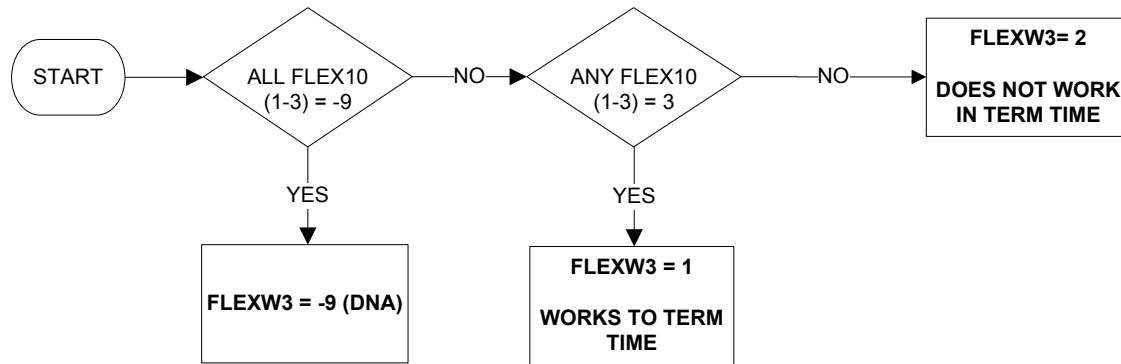 START
ALL FLEX10
(1-3) = -9
NO
ANY FLEX10
(1-3) = 3
NO
FLEXW3= 2
DOES NOT WORK
IN TERM TIME
YES
YES
FLEXW3 = -9 (DNA)
FLEXW3 = 1
WORKS TO TERM
TIME